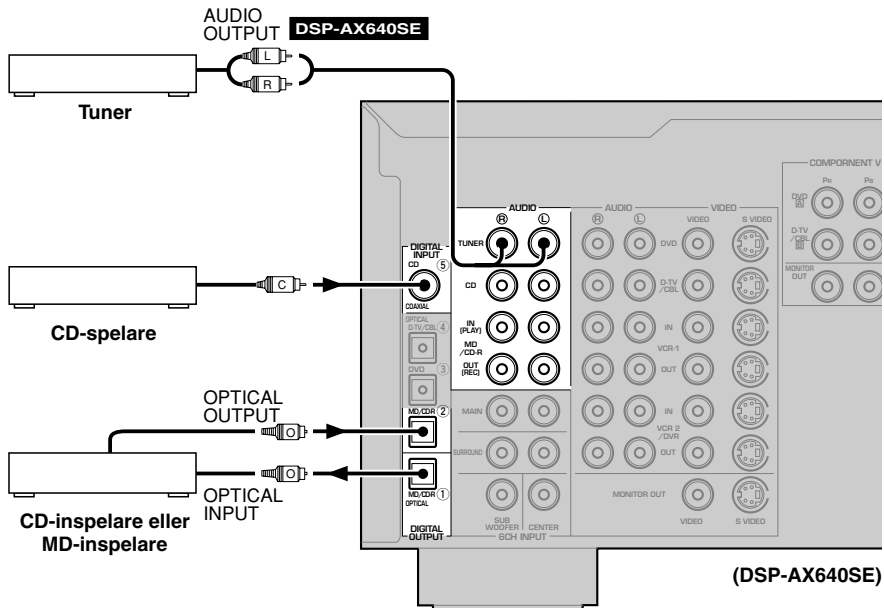 AUDIO
OUTPUT
DSP-AX640SE
L
R
Tuner
C
CD-spelare
OPTICAL
OUTPUT
O
O
OPTICAL
INPUT
CD-inspelare eller
MD-inspelare
DIGITAL
INPUT
CD
⑤
COAXIAL
OPTICAL
D-TV/CBL ④
DVD ③
MD/CDR ②
MD/CDR ①
OPTICAL
DIGITAL
OUTPUT
AUDIO
R L
TUNER
CD
IN
(PLAY)
MD
/CD-R
OUT
(REC)
MAIN
SURROUND
SUB
WOOFER
CENTER
6CH INPUT
AUDIO
VIDEO
R L
VIDEO
S VIDEO
DVD
D-TV
/CBL
IN
VCR-1
OUT
IN
VCR 2
/DVR
OUT
MONITOR OUT
VIDEO
S VIDEO
COMPORNENT V
PR
PB
DVD
A
D-TV
/CBL
B
MONITOR
OUT
(DSP-AX640SE)